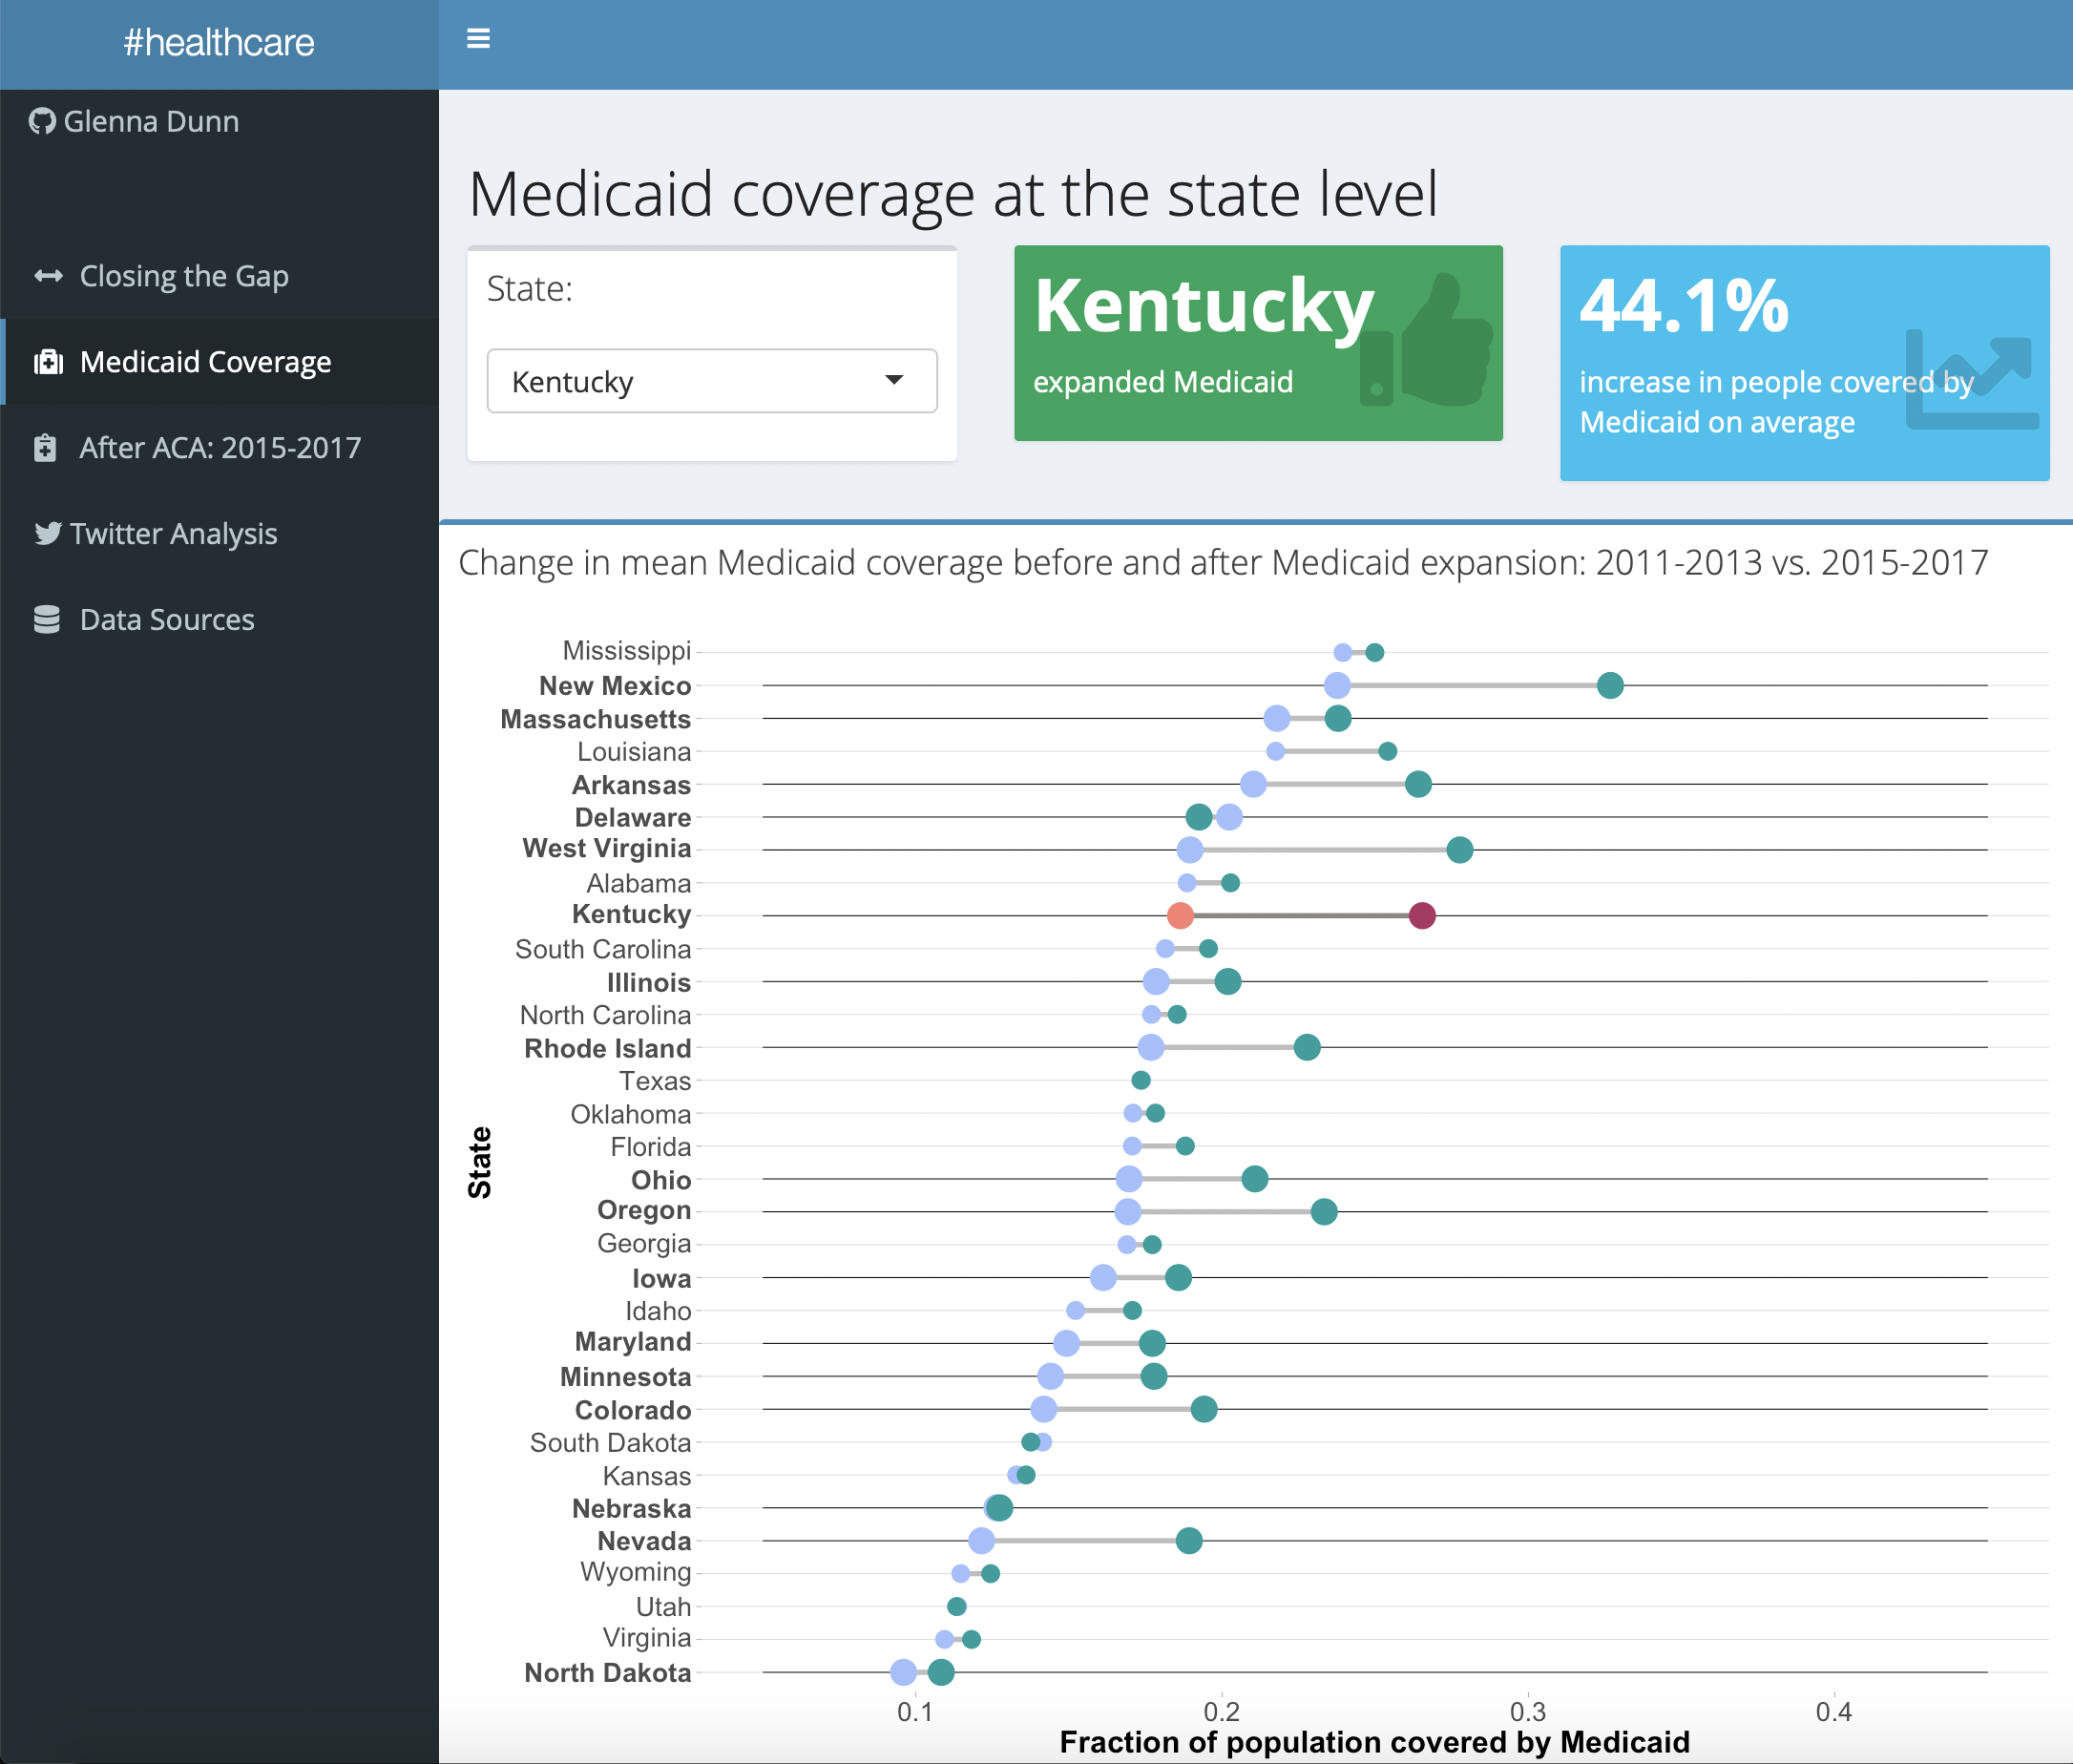 #healthcare
Glenna Dunn
Closing the Gap
Medicaid Coverage
After ACA: 2015-2017
Twitter Analysis
Data Sources
Medicaid coverage at the state level
State:
Kentucky
Kentucky
expanded Medicaid
44.1%
increase in people covered by
Medicaid on average
Change in mean Medicaid coverage before and after Medicaid expansion: 2011-2013 vs. 2015-2017
State
Mississippi
New Mexico
Massachusetts
Louisiana
Arkansas
Delaware
West Virginia
Alabama
Kentucky
South Carolina
Illinois
North Carolina
Rhode Island
Texas
Oklahoma
Florida
Ohio
Oregon
Georgia
Iowa
Idaho
Maryland
Minnesota
Colorado
South Dakota
Kansas
Nebraska
Nevada
Wyoming
Utah
Virginia
North Dakota
0.1 0.2 0.3 0.4
Fraction of population covered by Medicaid